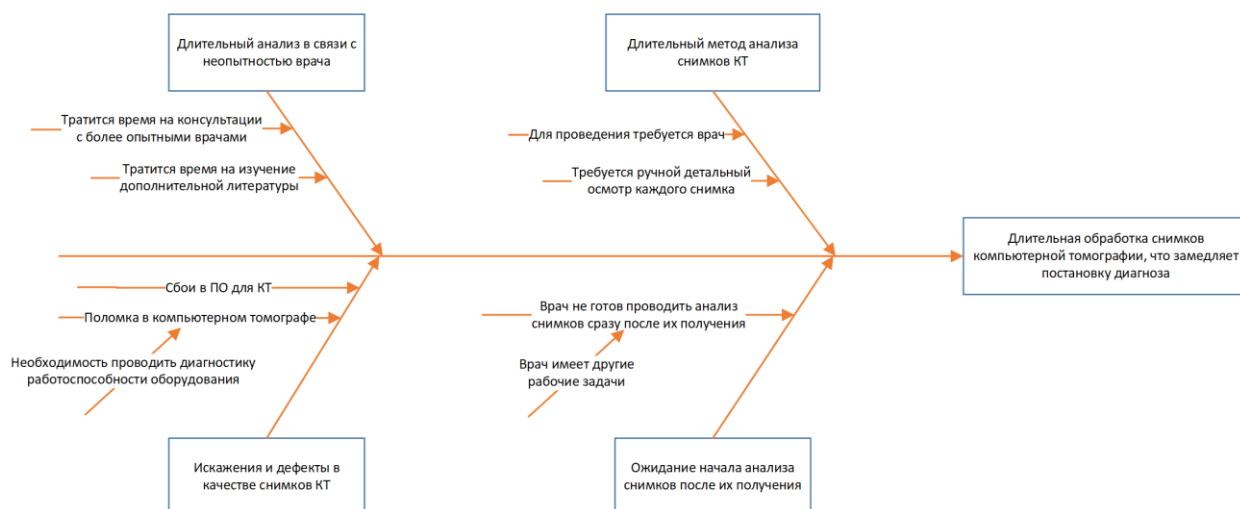 Длительный анализ в связи с
неопытностью врача
Длительный метод анализа
снимков КТ
Тратится время на консультации
с более опытными врачами
Для проведения требуется врач
Тратится время на изучение
дополнительной литературы
Требуется ручной детальный
осмотр каждого снимка
Длительная обработка снимков
компьютерной томографии, что замедляет
постановку диагноза
Сбои в ПО для КТ
Поломка в компьютерном томографе
Необходимость проводить диагностику
работоспособности оборудования
Врач не готов проводить анализ
снимков сразу после их получения
Врач имеет другие
рабочие задачи
Искажения и дефекты в
качестве снимков КТ
Ожидание начала анализа
снимков после их получения